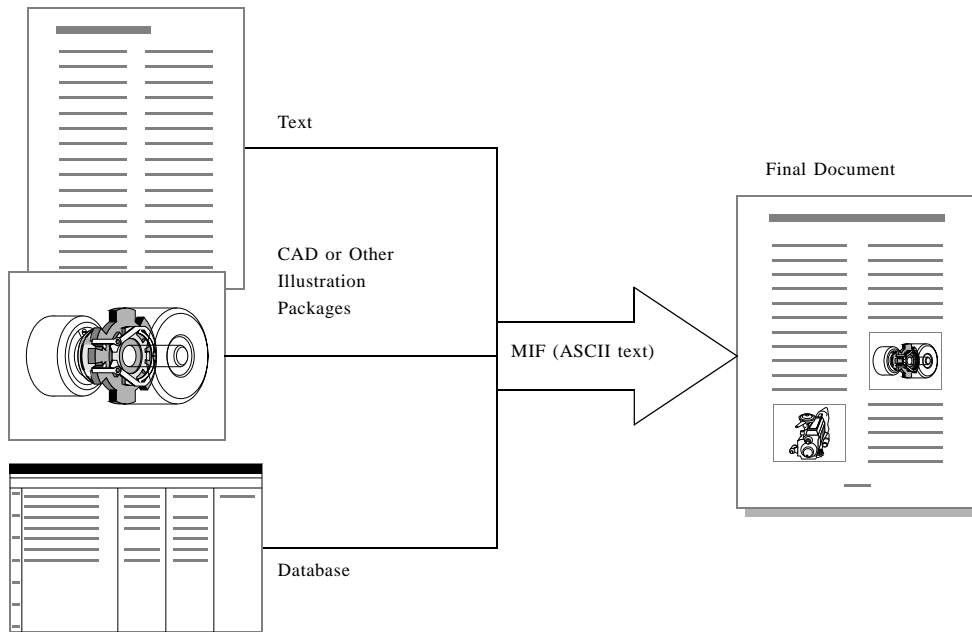 Text
Final Document
CAD or Other
Illustration
Packages
MIF (ASCII text)
Database